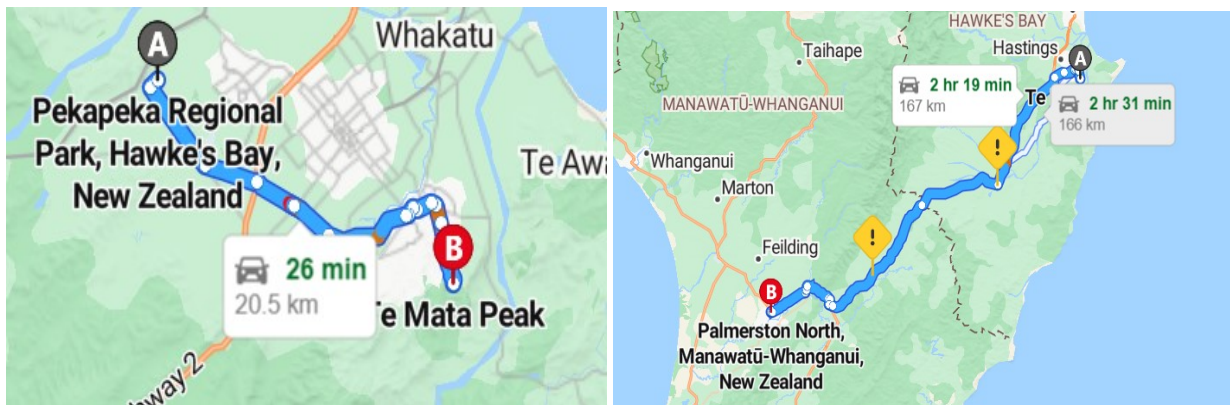 Whakatu
A
Pekapeka Regional
Park, Hawke's Bay,
New Zealand
Te Awa
26 min
20.5 km
B
Te Mata Peak
way 2
HAWKE'S BAY
Taihape
Hastings
A
2 hr 19 min
167 km
Te
2 hr 31 min
166 km
MANAWATŪ-WHANGANUI
!
Whanganui
Marton
!
Feilding
B
Palmerston North,
Manawatū-Whanganui,
New Zealand